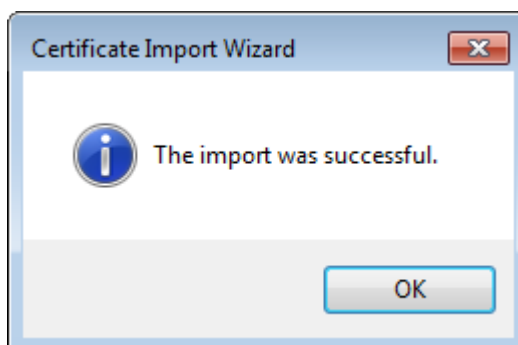 Certificate Import Wizard
The import was successful.
OK